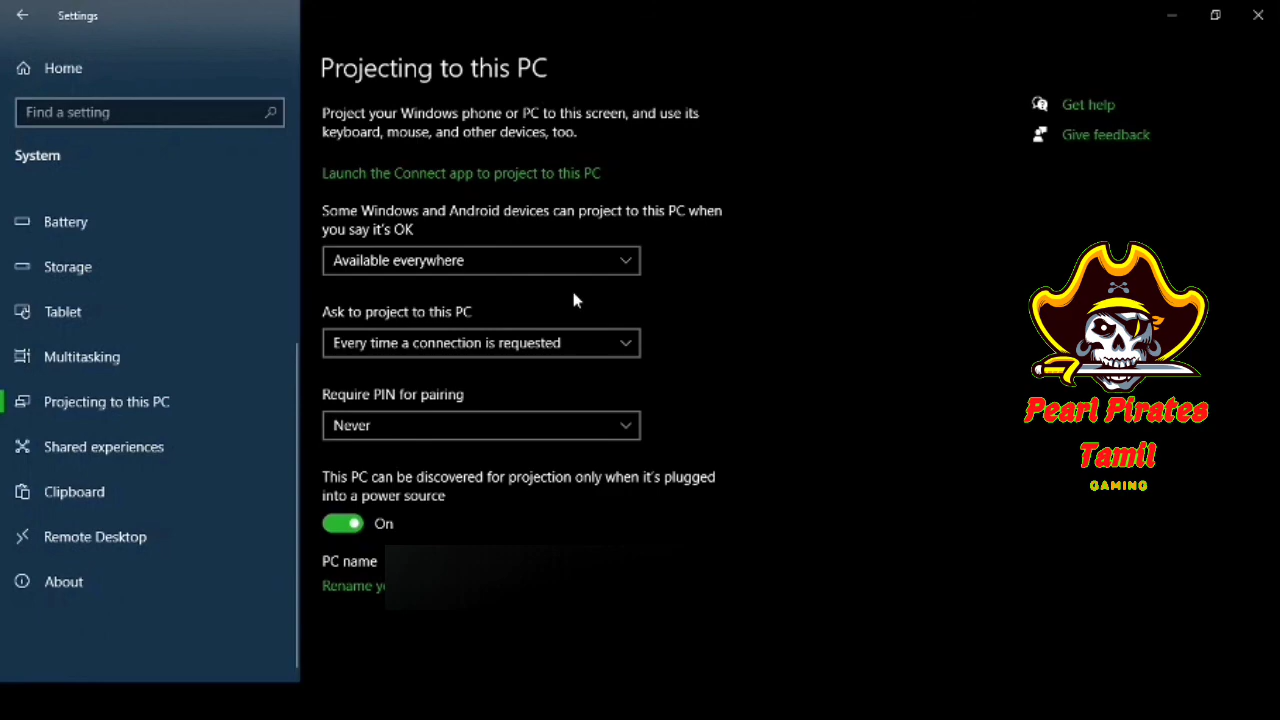 Settings
Home
Find a setting
System
Battery
Storage
Tablet
Multitasking
Projecting to this PC
Shared experiences
Clipboard
Remote Desktop
About
Projecting to this PC
Project your Windows phone or PC to this screen, and use its
keyboard, mouse, and other devices, too.
Launch the Connect app to project to this PC
Some Windows and Android devices can project to this PC when
you say it's OK
Available everywhere
Ask to project to this PC
Every time a connection is requested
Require PIN for pairing
Never
This PC can be discovered for projection only when it's plugged
into a power source
On
PC name
Rename
Get help
Give feedback
Pearl Pirates
Tamil
GAMING